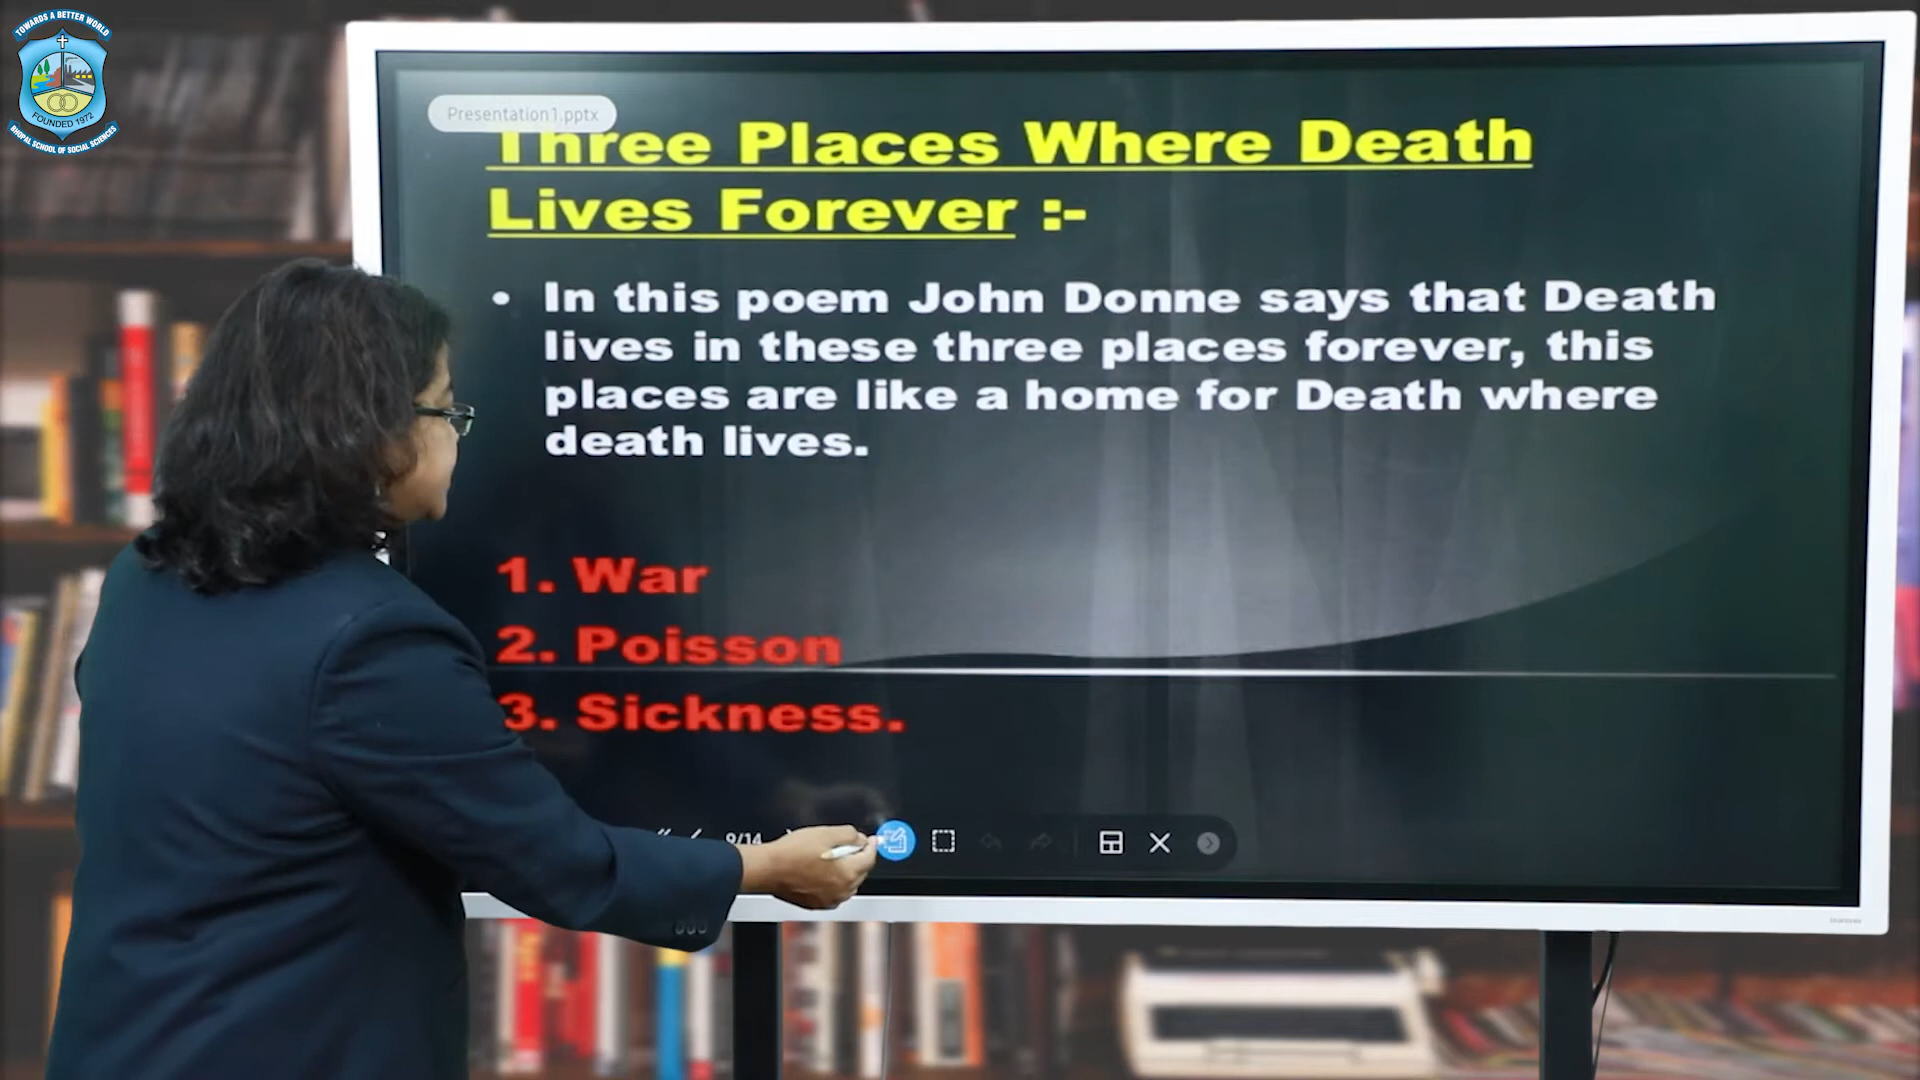 TOWARDS A BETTER WORLD
FOUNDED 1972
BHOPAL SCHOOL OF SOCIAL SCIENCES
Presentation1.pptx
Three Places Where Death
Lives Forever :-
• In this poem John Donne says that Death
lives in these three places forever, this
places are like a home for Death where
death lives.
1. War
2. Poisson
3. Sickness.
9/14